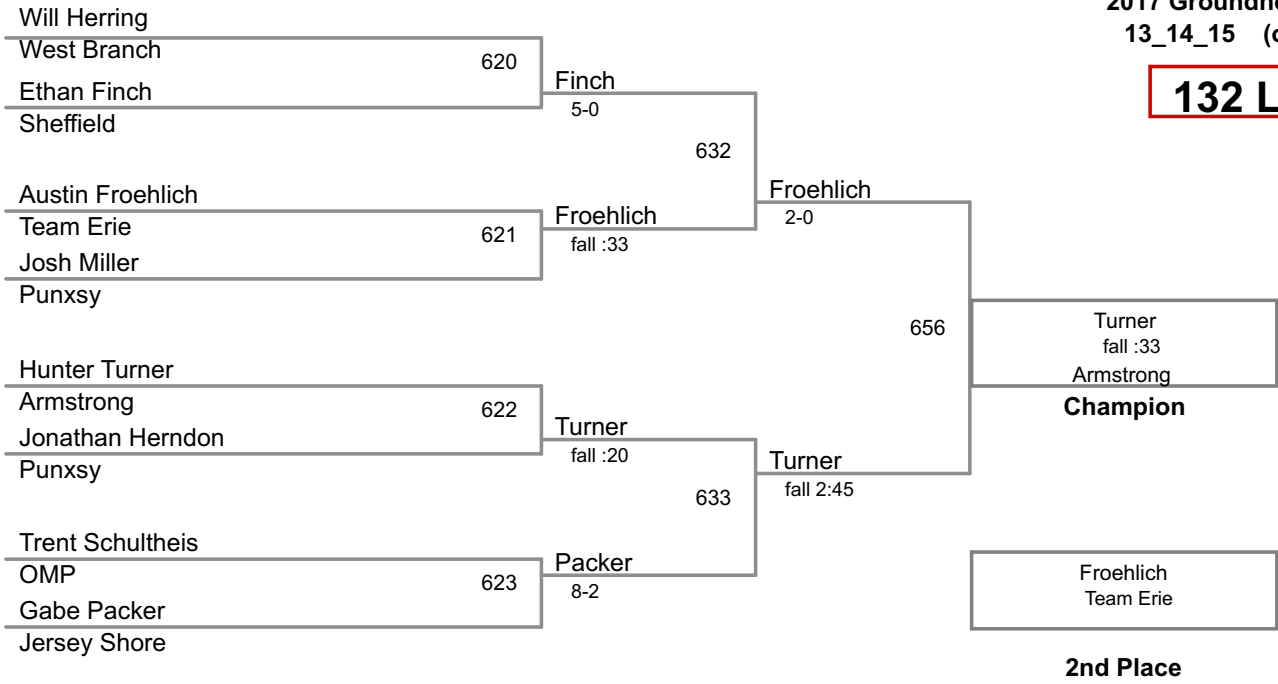 2017 Groundho
13_14_15 (o
132 L
Will Herring
West Branch
620
Ethan Finch
Sheffield
Finch
5-0
632
Austin Froehlich
Team Erie
621
Josh Miller
Punxsy
Froehlich
fall :33
Froehlich
2-0
656
Hunter Turner
Armstrong
622
Jonathan Herndon
Punxsy
Turner
fall :20
633
Trent Schultheis
OMP
623
Gabe Packer
Jersey Shore
Packer
8-2
Turner
fall 2:45
Turner
fall :33
Armstrong
Champion
Froehlich
Team Erie
2nd Place